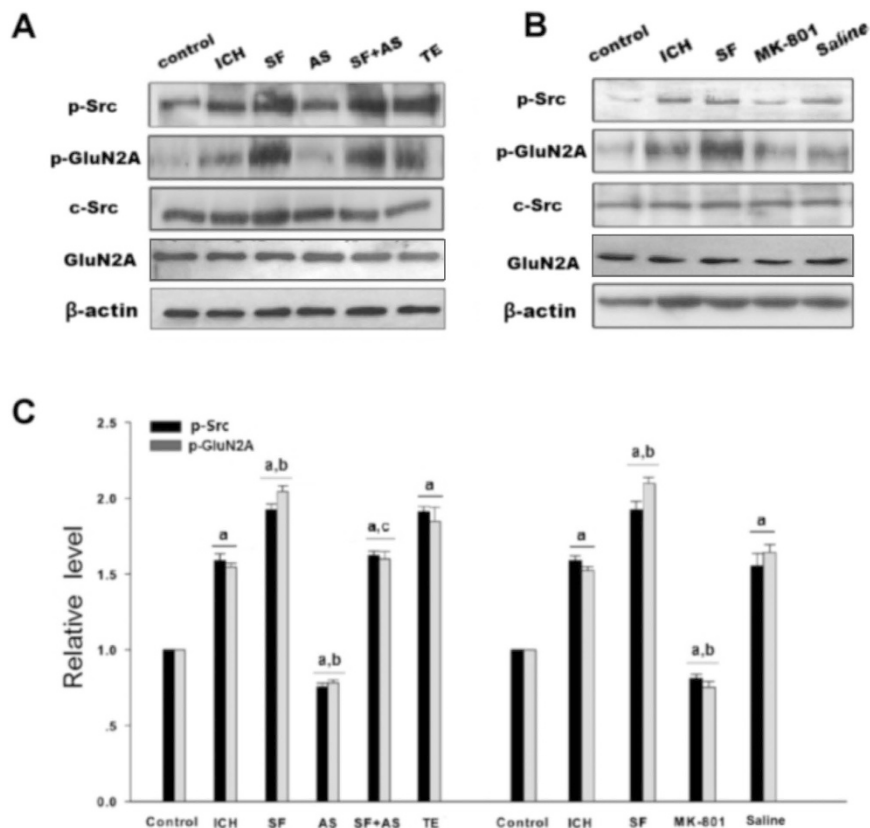 A
control ICH SF AS SF+AS TE
p-Src
p-GluN2A
c-Src
GluN2A
β-actin
B
control ICH SF MK-801 Saline
p-Src
p-GluN2A
c-Src
GluN2A
β-actin
C
p-Src
p-GluN2A
Relative level
2.5
2.0
1.5
1.0
.5
0.0
a
a,b
a,b
a,c
a
a
a,b
a,b
a
Control ICH SF AS SF+AS TE Control ICH SF MK-801 Saline